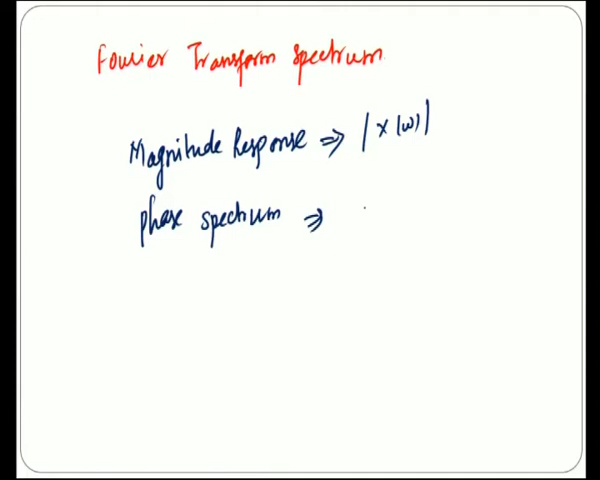 Fourier Transform Spectrum
Magnitude Response ⇒ |X(ω)|
Phase spectrum ⇒